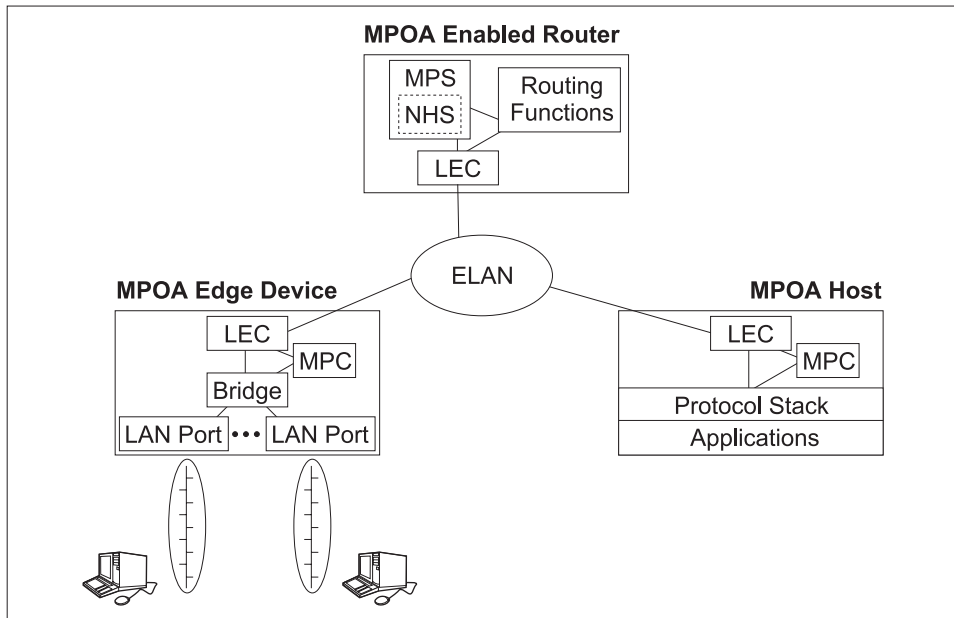 MPOA Enabled Router
MPS
NHS
Routing
Functions
LEC
ELAN
MPOA Edge Device
LEC
MPC
Bridge
LAN Port ••• LAN Port
MPOA Host
LEC
MPC
Protocol Stack
Applications